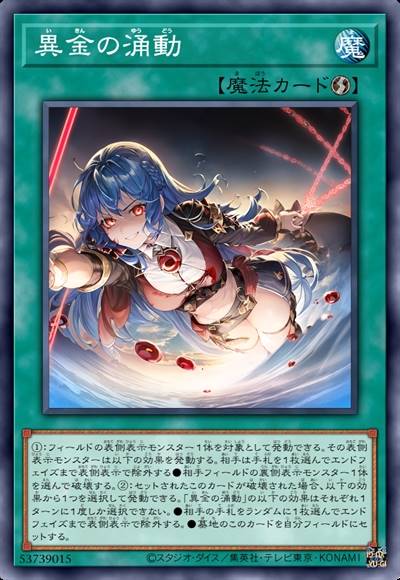 異金の涌動
【魔法カード】
魔
①:フィールドの表側表示モンスター1体を対象として発動できる。その表側
表示モンスターは以下の効果を発動する。相手は手札を1枚選んでエンドフ
ェイズまで表側表示で除外する●相手フィールドの裏側表示モンスター1体
を選んで破壊する。②:セットされたこのカードが破壊された場合、以下の効
果から1つを選択して発動できる。「異金の涌動」の以下の効果はそれぞれ1
ターンに1度しか選択できない。●相手の手札をランダムに1枚選んでエンド
フェイズまで表側表示で除外する●墓地のこのカードを自分フィールドにセ
ットする。
53739015
©スタジオ・ダイス/集英社・テレビ東京・KONAMI